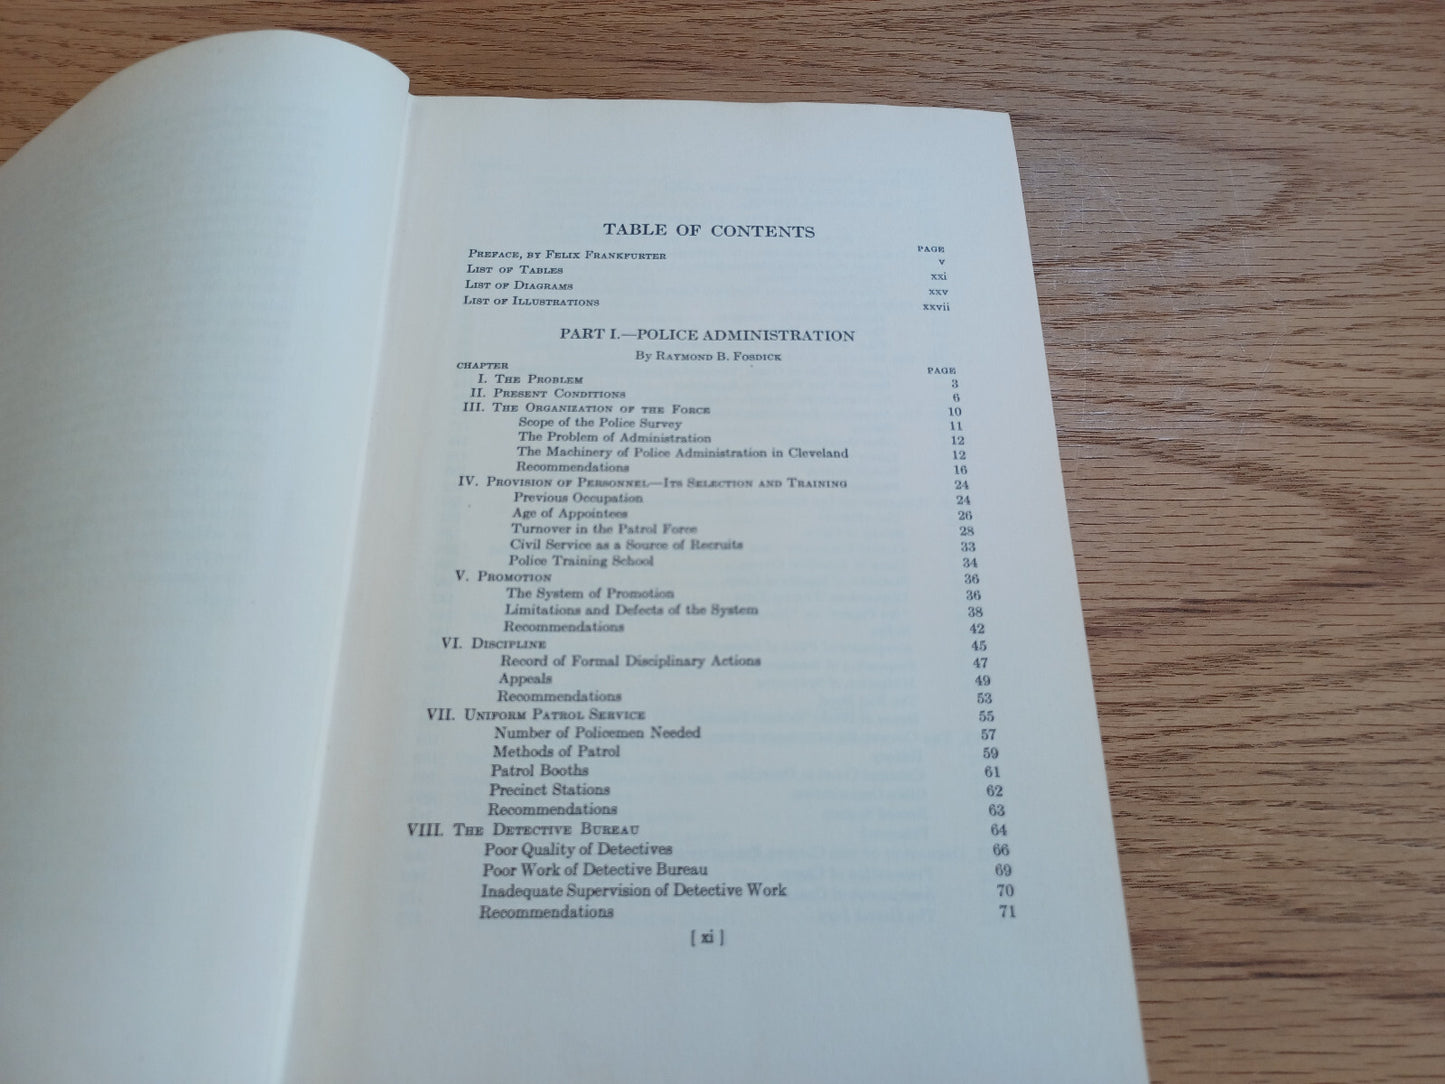 TABLE OF CONTENTS
PAGE
PREFACE, BY FELIX FRANKFURTER v
LIST OF TABLES xxi
LIST OF DIAGRAMS xxv
LIST OF ILLUSTRATIONS xxvii
PART I.—POLICE ADMINISTRATION
By RAYMOND B. FOSDICK
CHAPTER PAGE
I. THE PROBLEM 3
II. PRESENT CONDITIONS 6
III. THE ORGANIZATION OF THE FORCE 10
Scope of the Police Survey 11
The Problem of Administration 12
The Machinery of Police Administration in Cleveland 12
Recommendations 16
IV. PROVISION OF PERSONNEL—ITS SELECTION AND TRAINING 24
Previous Occupation 24
Age of Appointees 26
Turnover in the Patrol Force 28
Civil Service as a Source of Recruits 33
Police Training School 34
V. PROMOTION 36
The System of Promotion 36
Limitations and Defects of the System 38
Recommendations 42
VI. DISCIPLINE 45
Record of Formal Disciplinary Actions 47
Appeals 49
Recommendations 53
VII. UNIFORM PATROL SERVICE 55
Number of Policemen Needed 57
Methods of Patrol 59
Patrol Booths 61
Precinct Stations 62
Recommendations 63
VIII. THE DETECTIVE BUREAU 64
Poor Quality of Detectives 66
Poor Work of Detective Bureau 69
Inadequate Supervision of Detective Work 70
Recommendations 71
[ xi ]